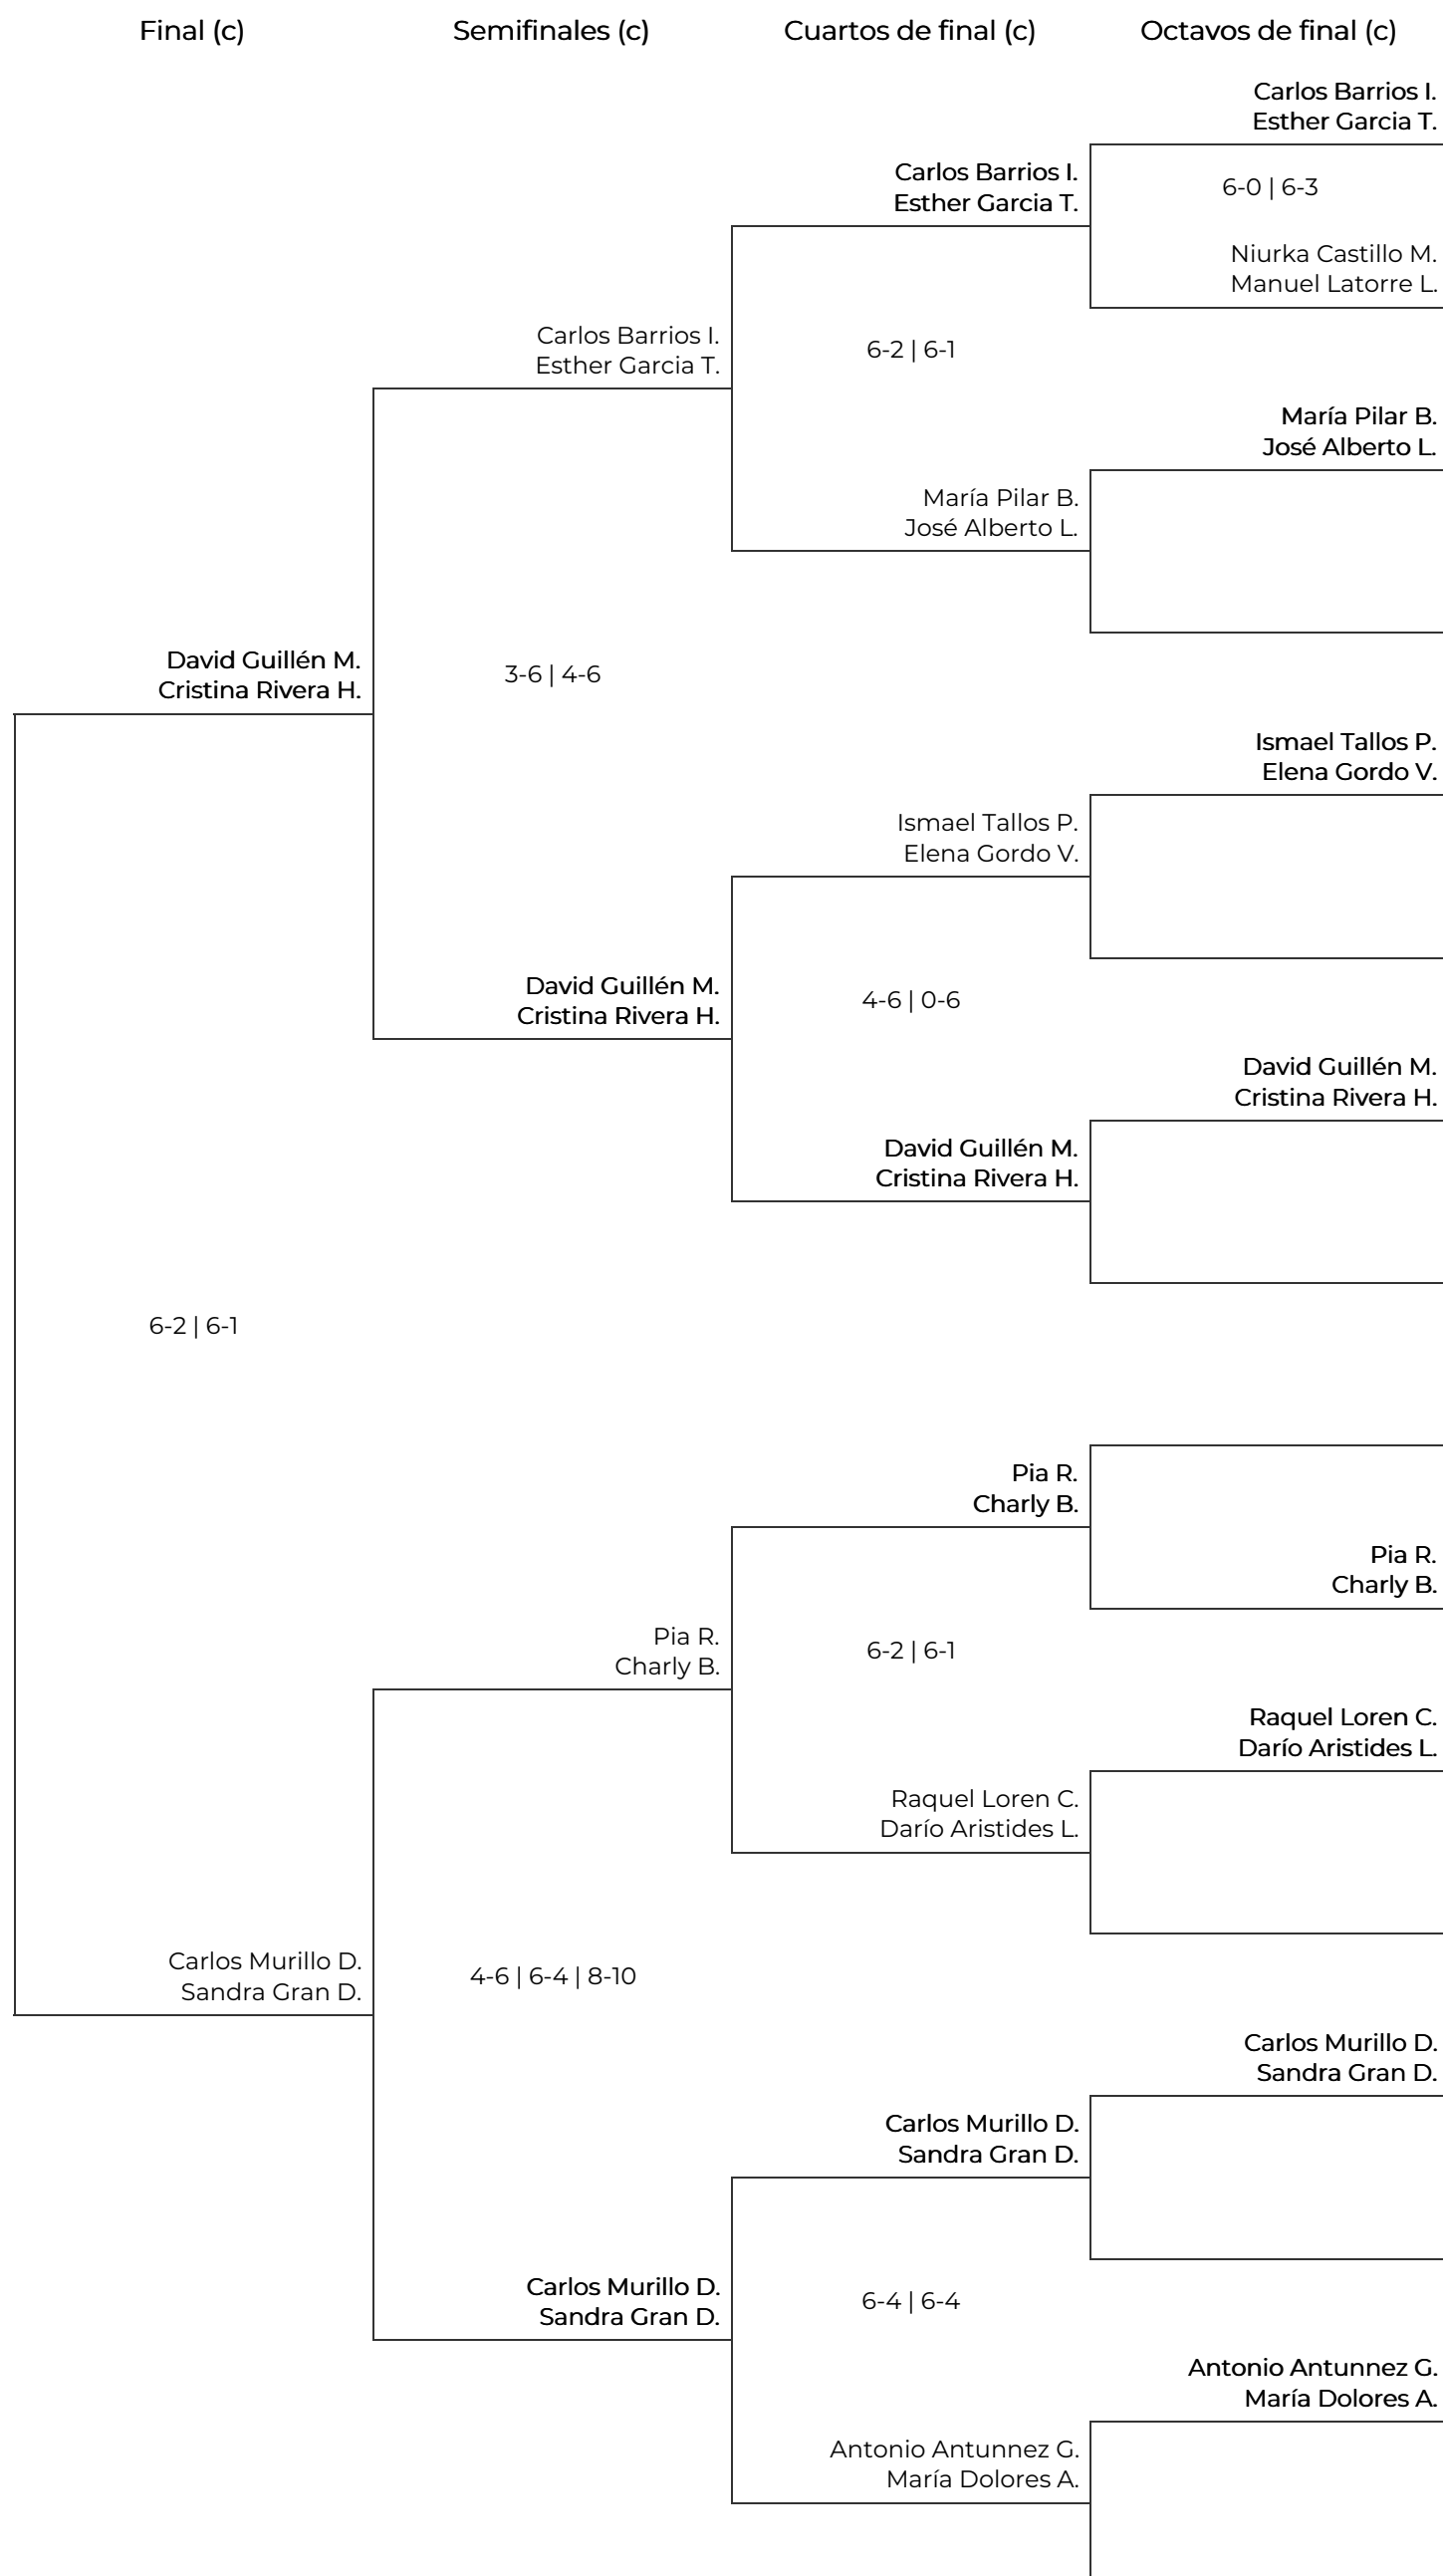 Final (c)
Semifinales (c)
Cuartos de final (c)
Octavos de final (c)
Carlos Barrios I.
Esther Garcia T.
Carlos Barrios I.
Esther Garcia T.
6-0 | 6-3
Niurka Castillo M.
Manuel Latorre L.
Carlos Barrios I.
Esther Garcia T.
6-2 | 6-1
María Pilar B.
José Alberto L.
María Pilar B.
José Alberto L.
David Guillén M.
Cristina Rivera H.
3-6 | 4-6
Ismael Tallos P.
Elena Gordo V.
Ismael Tallos P.
Elena Gordo V.
David Guillén M.
Cristina Rivera H.
4-6 | 0-6
David Guillén M.
Cristina Rivera H.
David Guillén M.
Cristina Rivera H.
6-2 | 6-1
Pia R.
Charly B.
Pia R.
Charly B.
Pia R.
Charly B.
6-2 | 6-1
Raquel Loren C.
Darío Aristides L.
Raquel Loren C.
Darío Aristides L.
Carlos Murillo D.
Sandra Gran D.
4-6 | 6-4 | 8-10
Carlos Murillo D.
Sandra Gran D.
Carlos Murillo D.
Sandra Gran D.
Carlos Murillo D.
Sandra Gran D.
6-4 | 6-4
Antonio Antunnez G.
María Dolores A.
Antonio Antunnez G.
María Dolores A.